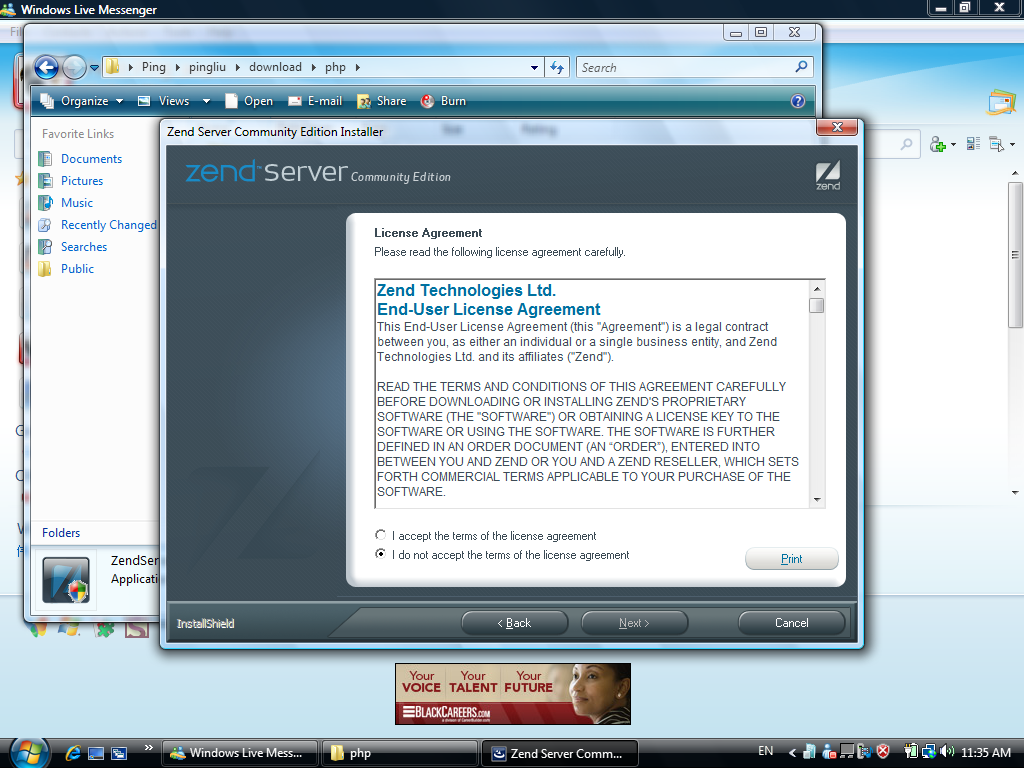 Windows Live Messenger
Ping
pingliu
download
php
Search
Organize
Views
Open
E-mail
Share
Burn
Favorite Links
Documents
Pictures
Music
Recently Changed
Searches
Public
Folders
ZendSer
Applicati
Zend Server Community Edition Installer
zend server Community Edition
zend
License Agreement
Please read the following license agreement carefully.
Zend Technologies Ltd.
End-User License Agreement
This End-User License Agreement (this "Agreement") is a legal contract
between you, as either an individual or a single business entity, and Zend
Technologies Ltd. and its affiliates ("Zend").
READ THE TERMS AND CONDITIONS OF THIS AGREEMENT CAREFULLY
BEFORE DOWNLOADING OR INSTALLING ZEND'S PROPRIETARY
SOFTWARE (THE "SOFTWARE") OR OBTAINING A LICENSE KEY TO THE
SOFTWARE OR USING THE SOFTWARE. THE SOFTWARE IS FURTHER
DEFINED IN AN ORDER DOCUMENT (AN “ORDER”), ENTERED INTO
BETWEEN YOU AND ZEND OR YOU AND A ZEND RESELLER, WHICH SETS
FORTH COMMERCIAL TERMS APPLICABLE TO YOUR PURCHASE OF THE
SOFTWARE.
I accept the terms of the license agreement
I do not accept the terms of the license agreement
Print
InstallShield
< Back
Next >
Cancel
Your VOICE
Your TALENT
Your FUTURE
BLACKCAREERS.COM
a division of CareerBuilder.com
Windows Live Mess...
php
Zend Server Comm...
EN
11:35 AM